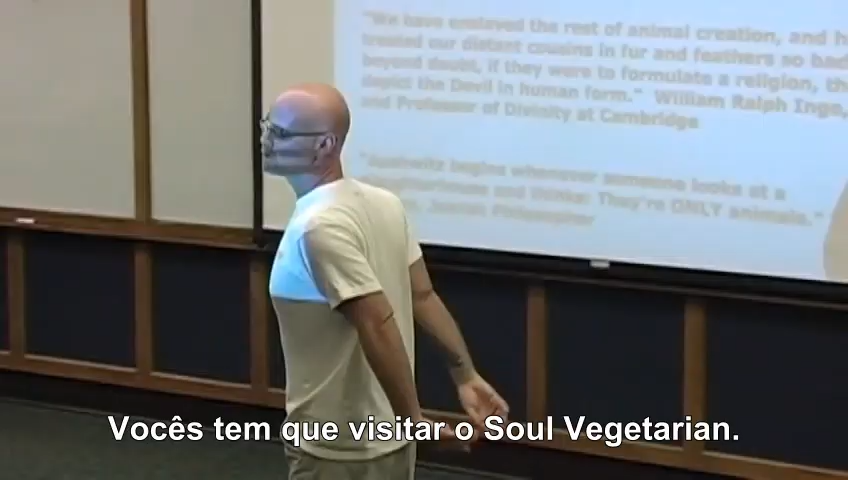 "We have enslaved the rest of animal creation, and h
treated our distant cousins in fur and feathers so bad
beyond doubt, if they were to formulate a religion, th
depict the Devil in human form." William Ralph Inge,
and Professor of Divinity at Cambridge
"Auschwitz begins whenever someone looks at a
slaughterhouse and thinks: They're ONLY animals."
Jewish Philosopher
Vocês tem que visitar o Soul Vegetarian.